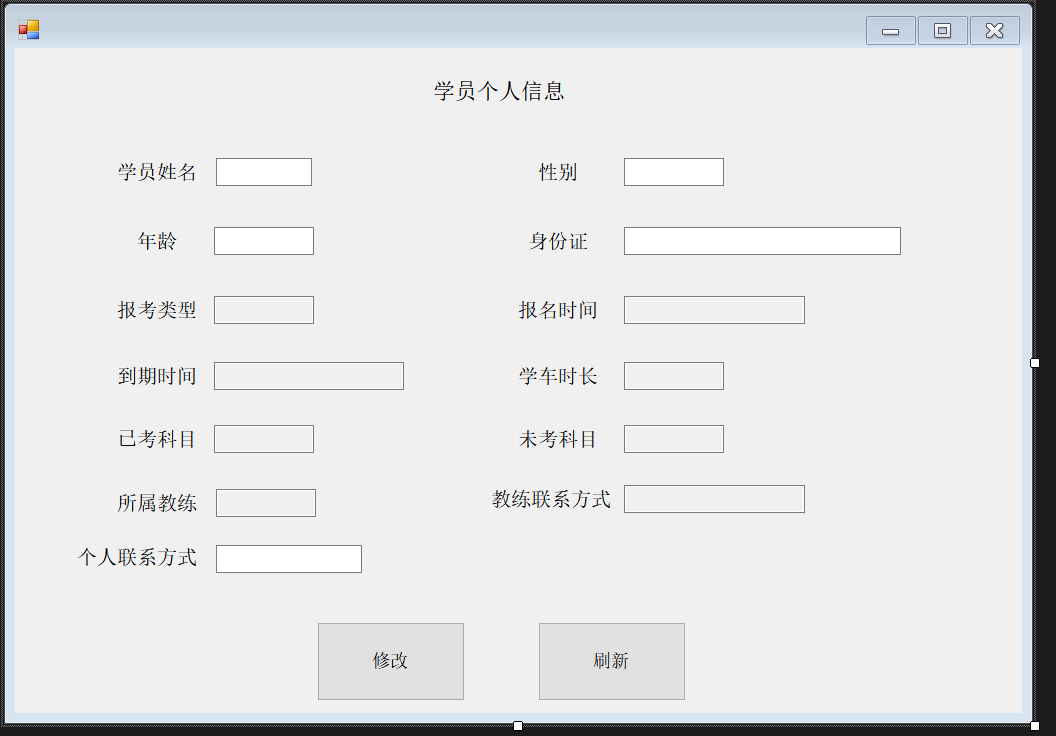 学员个人信息
学员姓名 性别
年龄 身份证
报考类型 报名时间
到期时间 学车时长
已考科目 未考科目
所属教练 教练联系方式
个人联系方式
修改 刷新